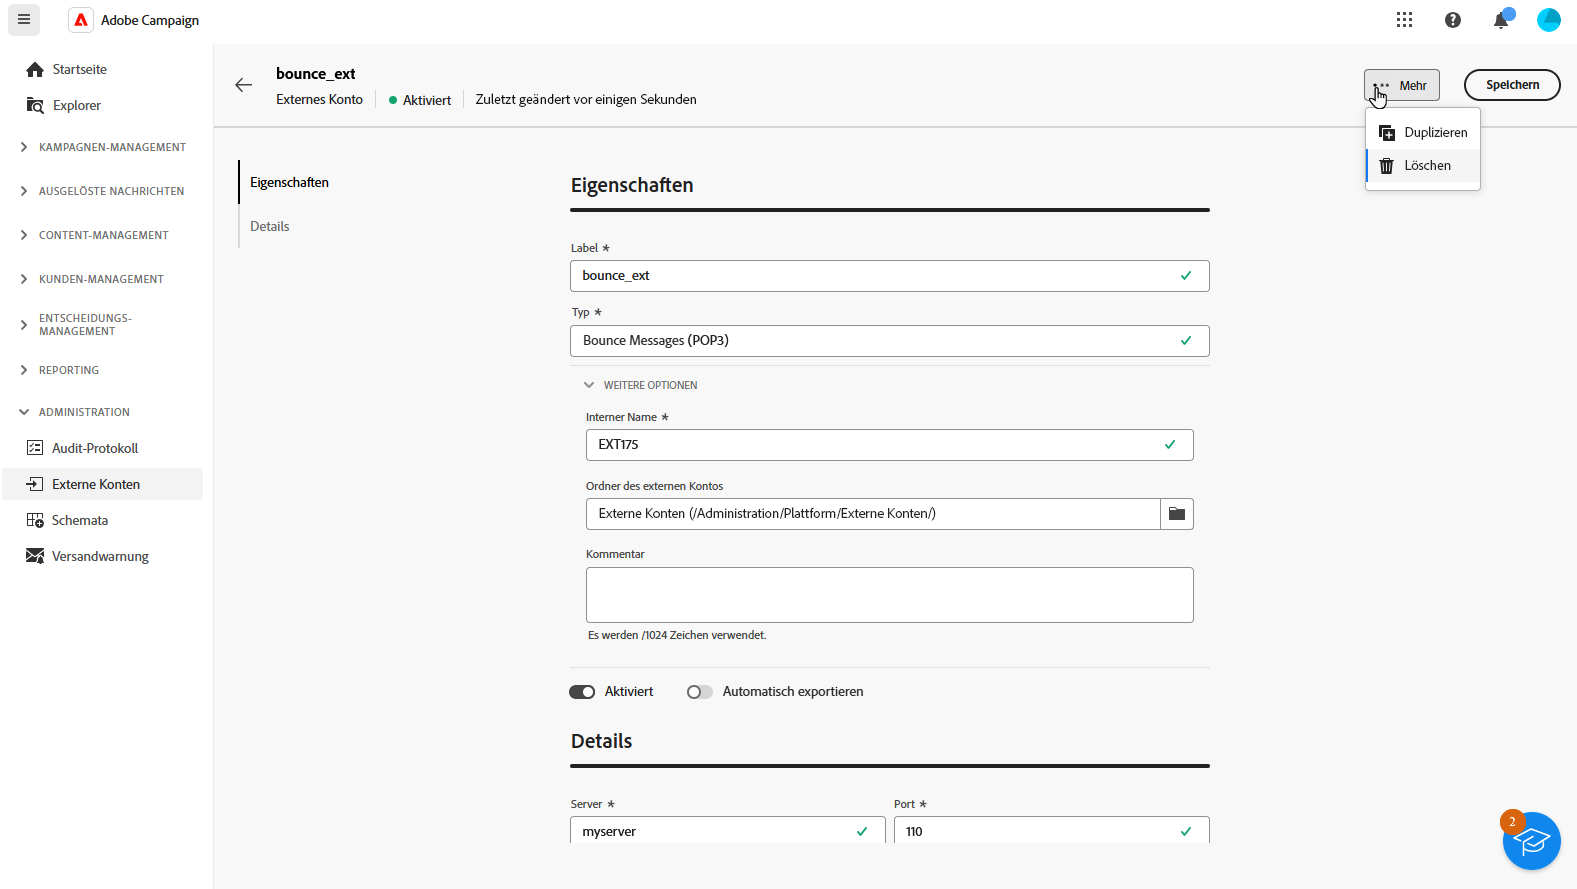 Adobe Campaign
Startseite
Explorer
KAMPAGNEN-MANAGEMENT
AUSGELÖSTE NACHRICHTEN
CONTENT-MANAGEMENT
KUNDEN-MANAGEMENT
ENTSCHEIDUNGS-
MANAGEMENT
REPORTING
ADMINISTRATION
Audit-Protokoll
Externe Konten
Schemata
Versandwarnung
bounce_ext
Externes Konto Aktiviert Zuletzt geändert vor einigen Sekunden
Mehr
Speichern
Duplizieren
Löschen
Eigenschaften
Details
Eigenschaften
Label *
bounce_ext
Typ *
Bounce Messages (POP3)
WEITERE OPTIONEN
Interner Name *
EXT175
Ordner des externen Kontos
Externe Konten (/Administration/Plattform/Externe Konten/)
Kommentar
Es werden /1024 Zeichen verwendet.
Aktiviert Automatisch exportieren
Details
Server * Port *
myserver 110
2